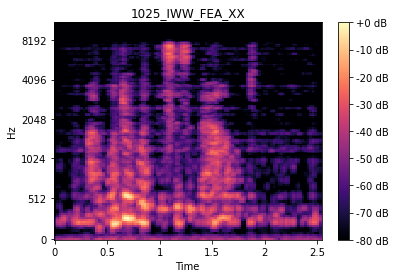 1025_IWW_FEA_XX
+0 dB
8192
-10 dB
4096
-20 dB
-30 dB
2048
Hz
-40 dB
1024
-50 dB
512
-60 dB
-70 dB
0
-80 dB
0 0.5 1 1.5 2 2.5
Time